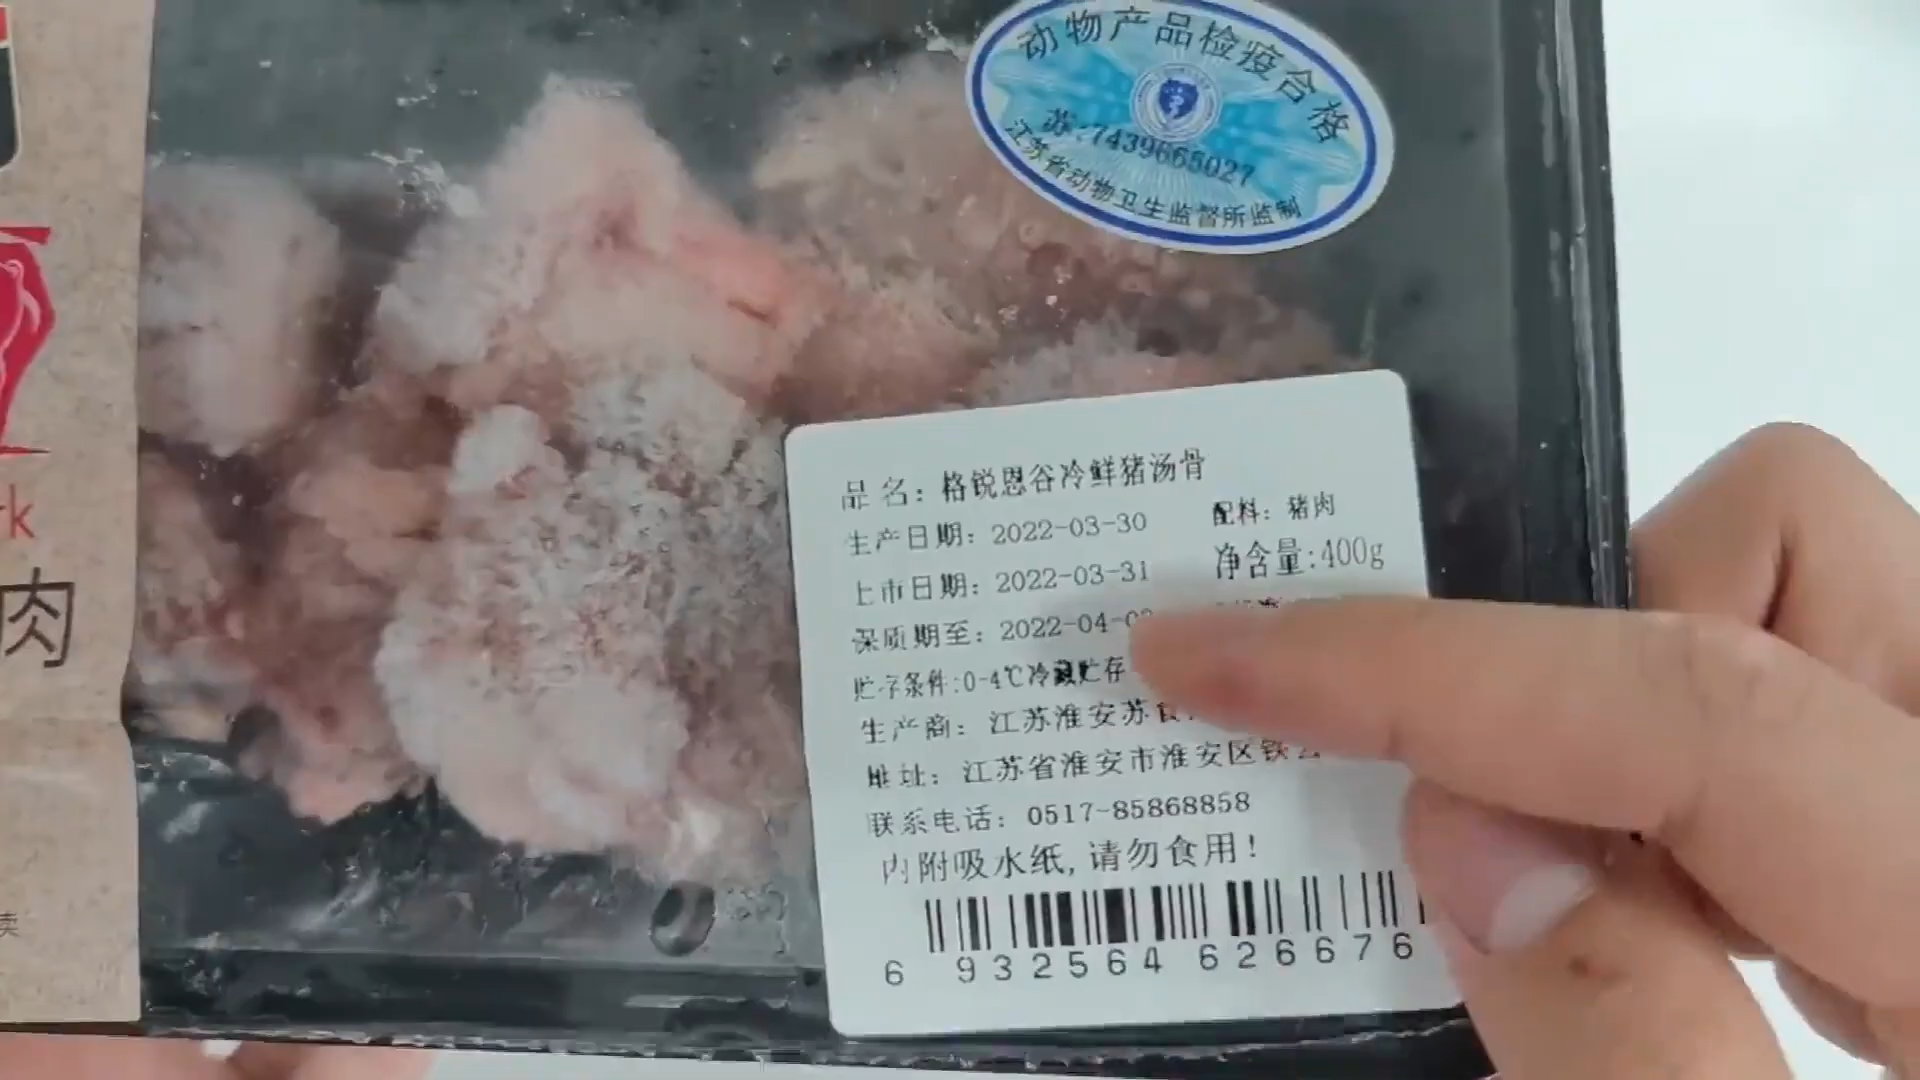 动物产品检疫合格
苏:7439665027
江苏省动物卫生监督所监制
品名：格锐恩谷冷鲜猪汤骨
生产日期：2022-03-30
配料：猪肉
上市日期：2022-03-31
净含量:400g
保质期至：2022-04-0
贮存条件:0-4℃冷藏贮存
生产商：江苏淮安苏食
地址：江苏省淮安市淮安区铁云
联系电话：0517-85868858
内附吸水纸,请勿食用！
6 932564 626676
rk
肉
卖